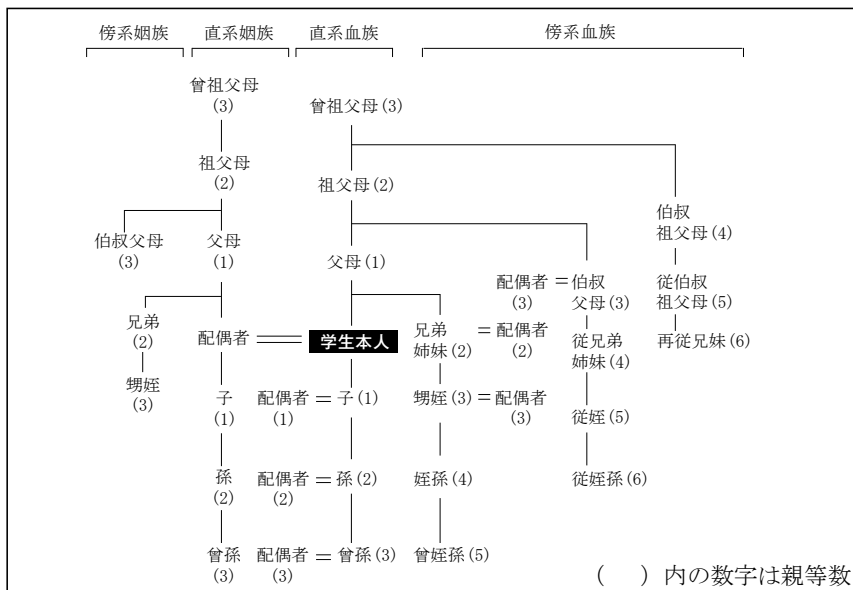 傍系姻族 直系姻族 直系血族 傍系血族
曾祖父母
(3)
曾祖父母(3)
祖父母
(2)
祖父母(2)
伯叔
祖父母(4)
伯叔父母
(3)
父母
(1)
父母(1)
配偶者=伯叔
(3) 父母(3)
従伯叔
祖父母(5)
兄弟
(2)
配偶者
学生本人
兄弟
姉妹(2)
=配偶者
(2)
従兄弟
姉妹(4)
再従兄妹(6)
甥姪
(3)
子
(1)
配偶者=子(1)
(1)
甥姪(3)=配偶者
(3)
従姪(5)
孫
(2)
配偶者=孫(2)
(2)
姪孫(4)
従姪孫(6)
曾孫
(3)
配偶者=曾孫(3)
(3)
曾姪孫(5)
( )内の数字は親等数